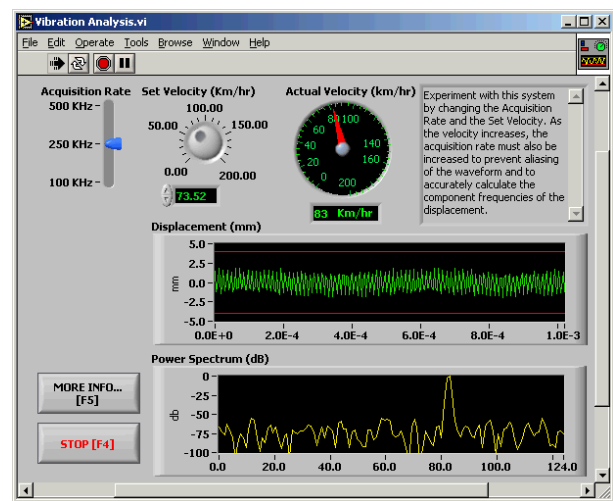 Vibration Analysis.vi
File Edit Operate Tools Browse Window Help
Acquisition Rate
500 KHz
250 KHz
100 KHz
Set Velocity (Km/hr)
100.00
50.00 150.00
0.00 200.00
73.52
Actual Velocity (km/hr)
80 100
60
40 140
20 160
0 200
83 Km/hr
Experiment with this system
by changing the Acquisition
Rate and the Set Velocity. As
the velocity increases, the
acquisition rate must also be
increased to prevent aliasing
of the waveform and to
accurately calculate the
component frequencies of the
displacement.
Displacement (mm)
5.0
2.5
0.0
-2.5
-5.0
mm
0.0E+0 2.0E-4 4.0E-4 6.0E-4 8.0E-4 1.0E-3
Power Spectrum (dB)
0
-25
-50
-75
-100
db
0.0 20.0 40.0 60.0 80.0 100.0 124.0
MORE INFO...
[F5]
STOP [F4]